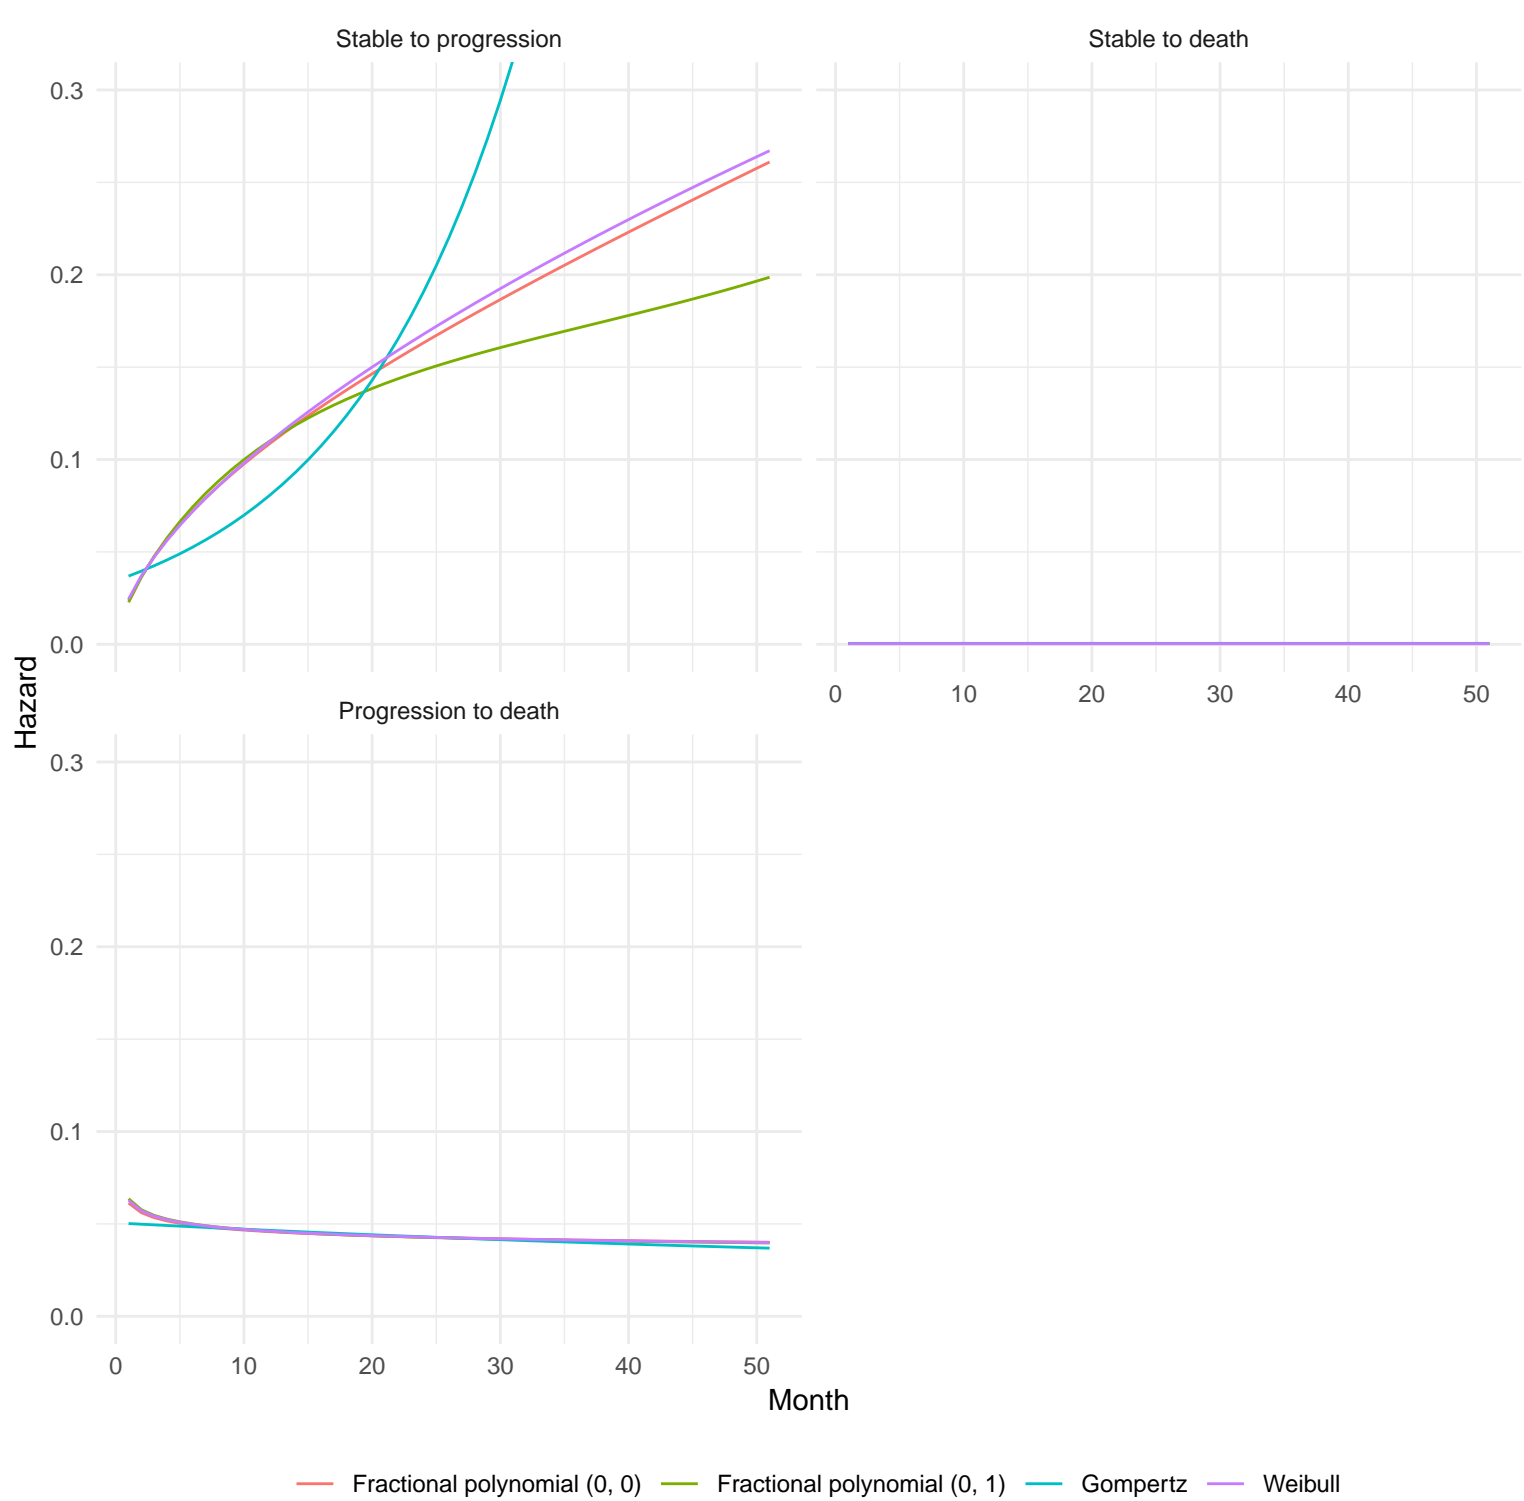 Stable to progression
Stable to death
0.3
0.2
0.1
0.0
0 10 20 30 40 50
Hazard
Progression to death
0.3
0.2
0.1
0.0
0 10 20 30 40 50
Month
Fractional polynomial (0, 0) Fractional polynomial (0, 1) Gompertz Weibull